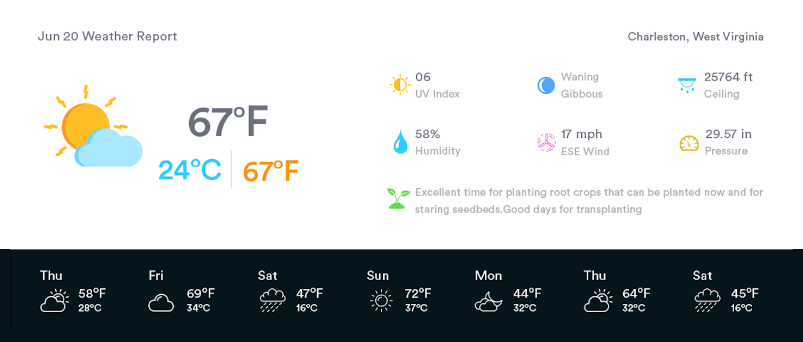 Jun 20 Weather Report
Charleston, West Virginia
67°F
24°C
67°F
06
UV Index
Waning
Gibbous
25764 ft
Ceiling
58%
Humidity
17 mph
ESE Wind
29.57 in
Pressure
Excellent time for planting root crops that can be planted now and for
staring seedbeds.Good days for transplanting
Thu
58°F
28°C
Fri
69°F
34°C
Sat
47°F
16°C
Sun
72°F
37°C
Mon
44°F
32°C
Thu
64°F
32°C
Sat
45°F
16°C